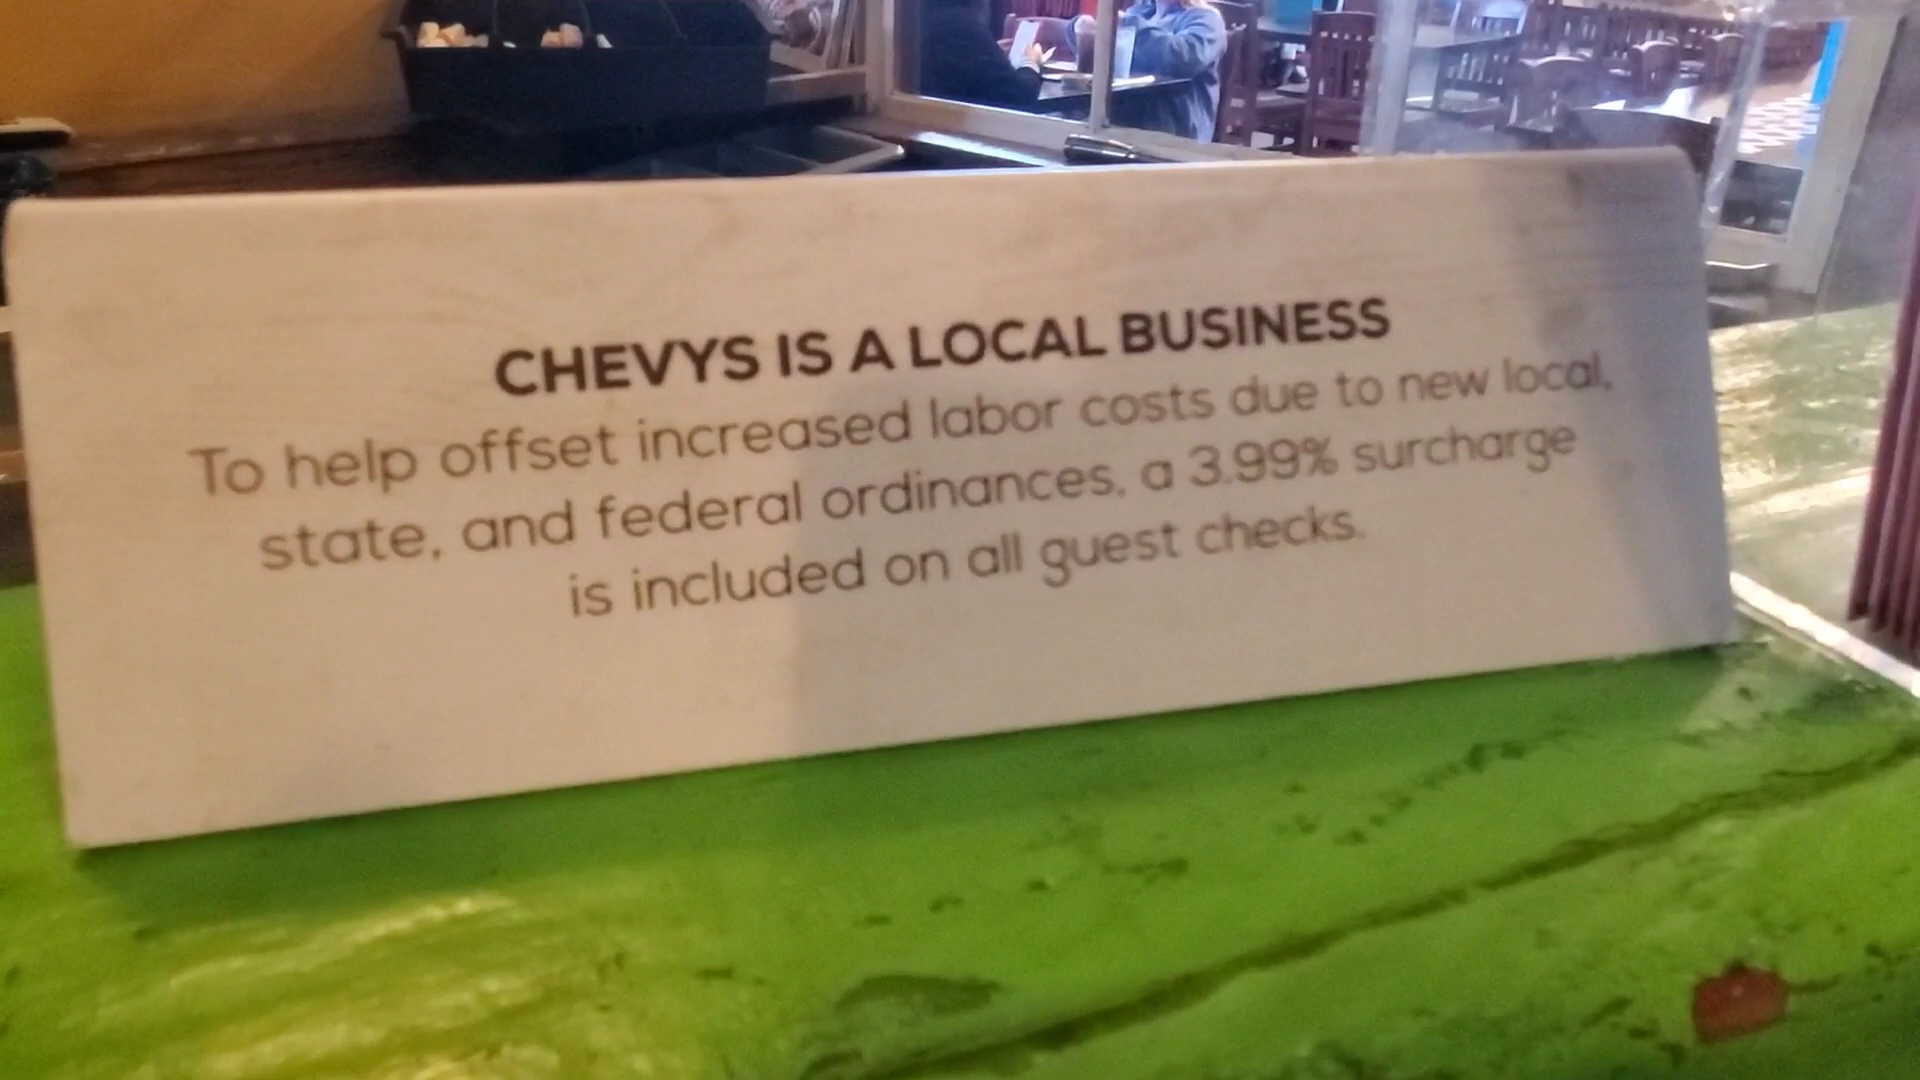 CHEVYS IS A LOCAL BUSINESS
To help offset increased labor costs due to new local,
state, and federal ordinances, a 3.99% surcharge
is included on all guest checks.